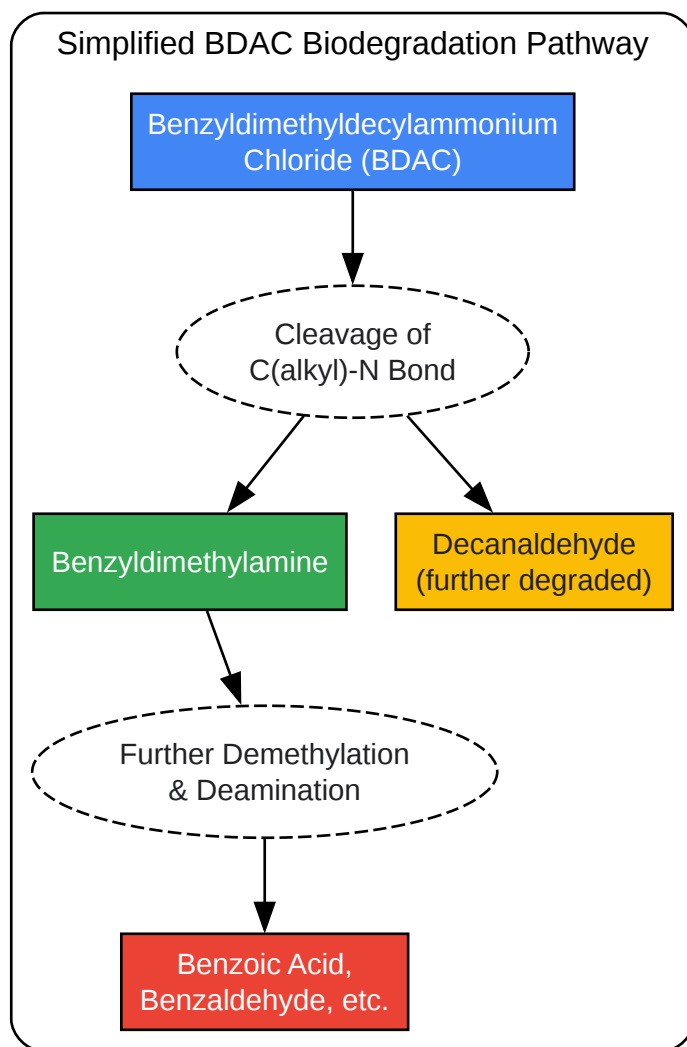 Simplified BDAC Biodegradation Pathway
Benzyldimethyldecylammonium
Chloride (BDAC)
Cleavage of
C(alkyl)-N Bond
Benzyldimethylamine
Decanaldehyde
(further degraded)
Further Demethylation
& Deamination
Benzoic Acid,
Benzaldehyde, etc.